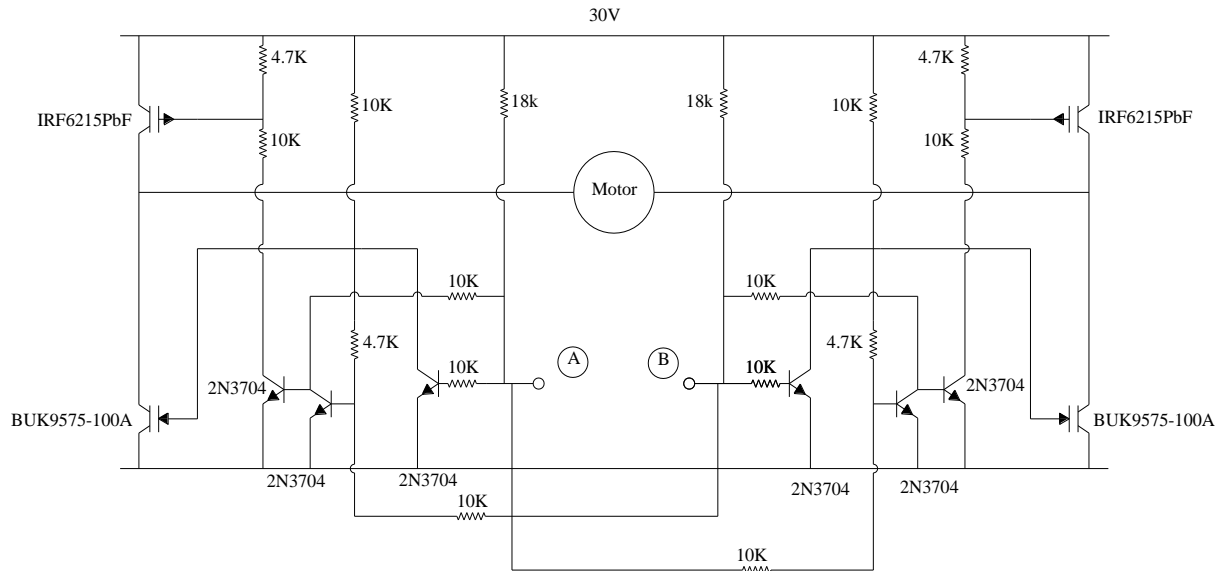 30V
4.7K
4.7K
10K
18k
18k
10K
IRF6215PbF
IRF6215PbF
10K
10K
Motor
10K
10K
4.7K
A
B
4.7K
10K
10K
2N3704
2N3704
BUK9575-100A
BUK9575-100A
2N3704
2N3704
2N3704
2N3704
10K
10K